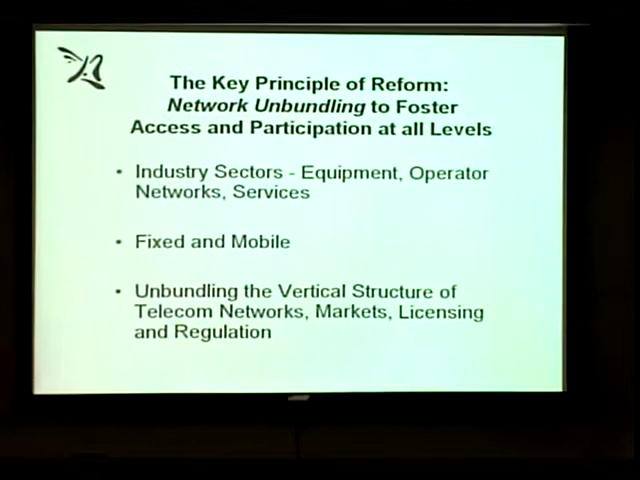 The Key Principle of Reform:
Network Unbundling to Foster
Access and Participation at all Levels
• Industry Sectors - Equipment, Operator
Networks, Services
• Fixed and Mobile
• Unbundling the Vertical Structure of
Telecom Networks, Markets, Licensing
and Regulation